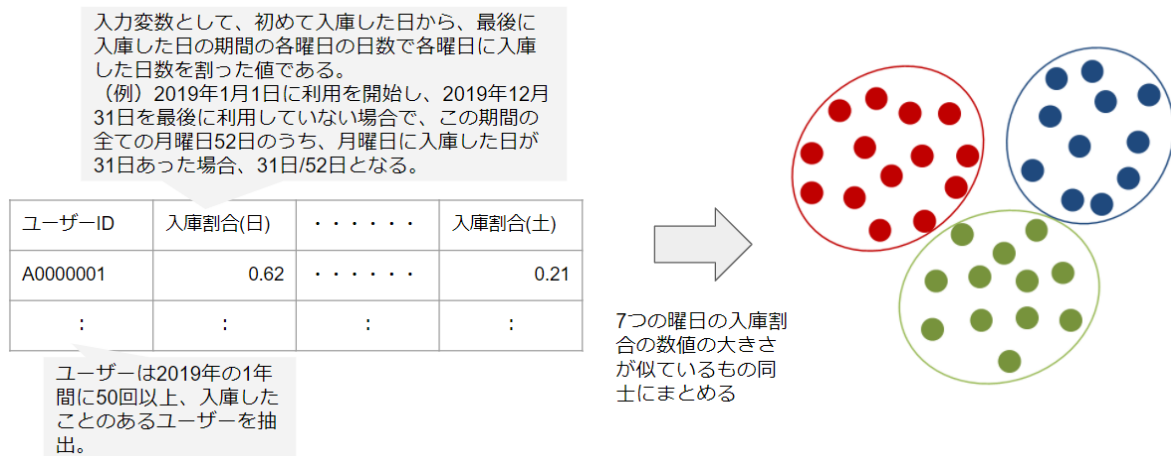 入力変数として、初めて入庫した日から、最後に
入庫した日の期間の各曜日の日数で各曜日に入庫
した日数を割った値である。
（例）2019年1月1日に利用を開始し、2019年12月
31日を最後に利用していない場合で、この期間の
全ての月曜日52日のうち、月曜日に入庫した日が
31日あった場合、31日/52日となる。
ユーザーID 入庫割合(日) ・・・・・・ 入庫割合(土)
A0000001 0.62 ・・・・・・ 0.21
： ： ： ：
ユーザーは2019年の1年
間に50回以上、入庫した
ことのあるユーザーを抽
出。
7つの曜日の入庫割
合の数値の大きさ
が似ているもの同
士にまとめる